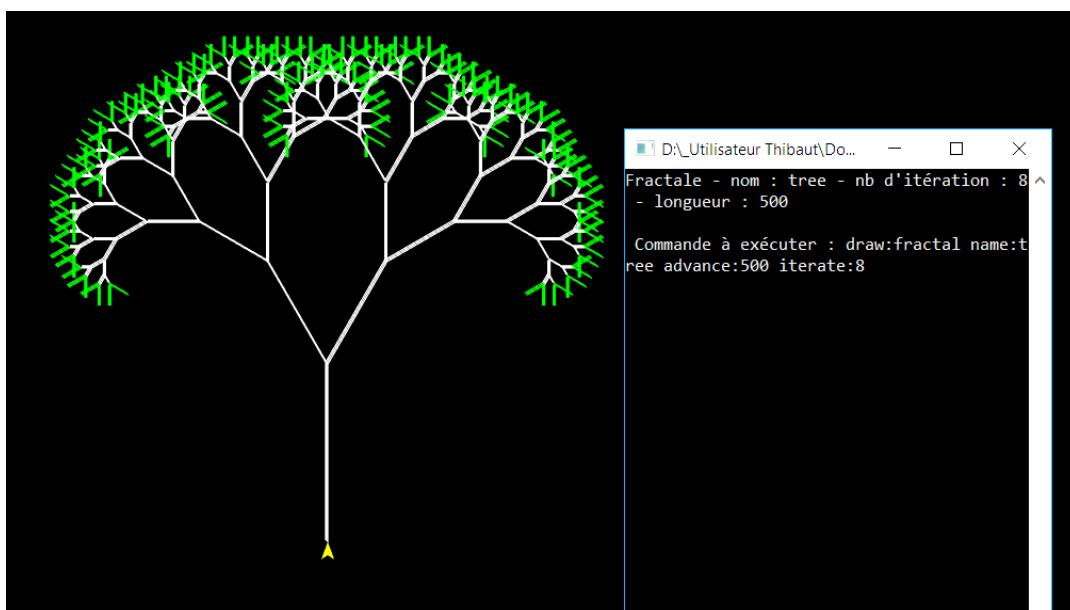 D:\_Utilisateur Thibaut\Do...
Fractale - nom : tree - nb d'itération : 8
- longueur : 500
Commande à exécuter : draw:fractal name:t
ree advance:500 iterate:8